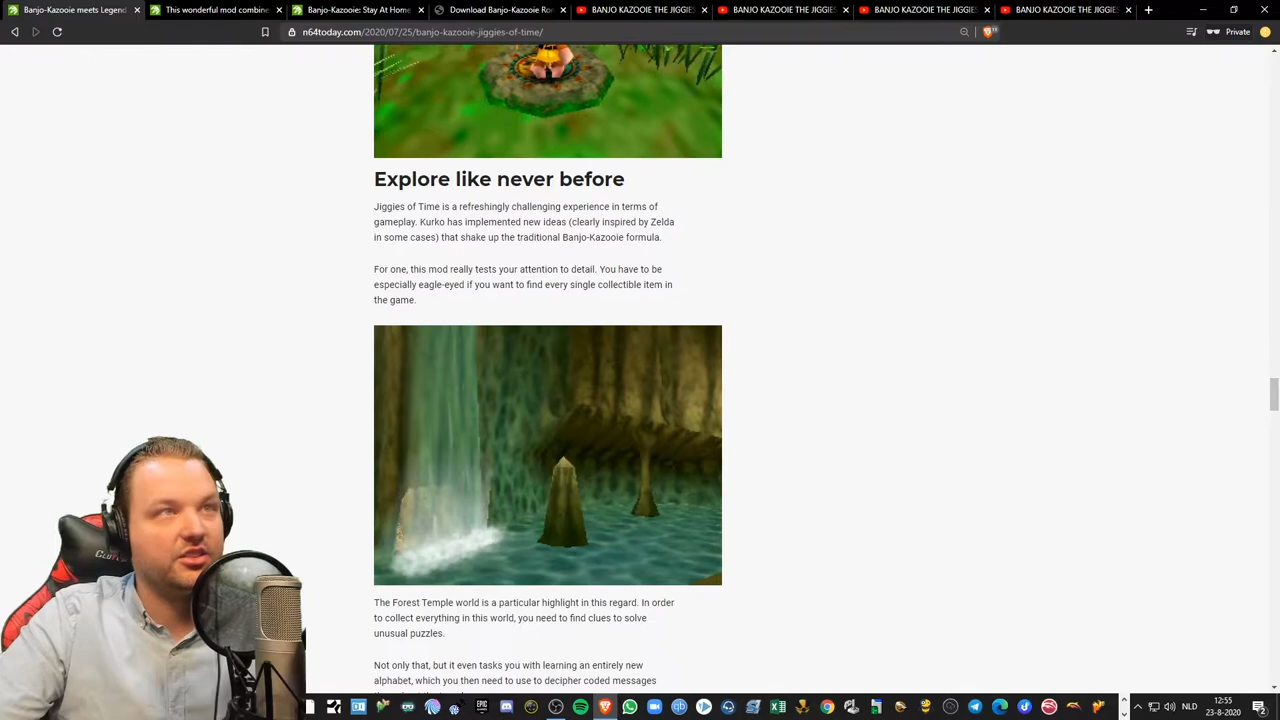 Banjo-Kazooie meets Legend
This wonderful mod combine
Banjo-Kazooie: Stay At Home
Download Banjo-Kazooie Ro
BANJO KAZOOIE THE JIGGIES
BANJO KAZOOIE THE JIGGIES
BANJO KAZOOIE THE JIGGIES
BANJO KAZOOIE THE JIGGIES
n64today.com/2020/07/25/banjo-kazooie-jiggies-of-time/
Private
Explore like never before
Jiggies of Time is a refreshingly challenging experience in terms of
gameplay. Kurko has implemented new ideas (clearly inspired by Zelda
in some cases) that shake up the traditional Banjo-Kazooie formula.
For one, this mod really tests your attention to detail. You have to be
especially eagle-eyed if you want to find every single collectible item in
the game.
The Forest Temple world is a particular highlight in this regard. In order
to collect everything in this world, you need to find clues to solve
unusual puzzles.
Not only that, but it even tasks you with learning an entirely new
alphabet, which you then need to use to decipher coded messages
NLD
12:55
23-8-2020